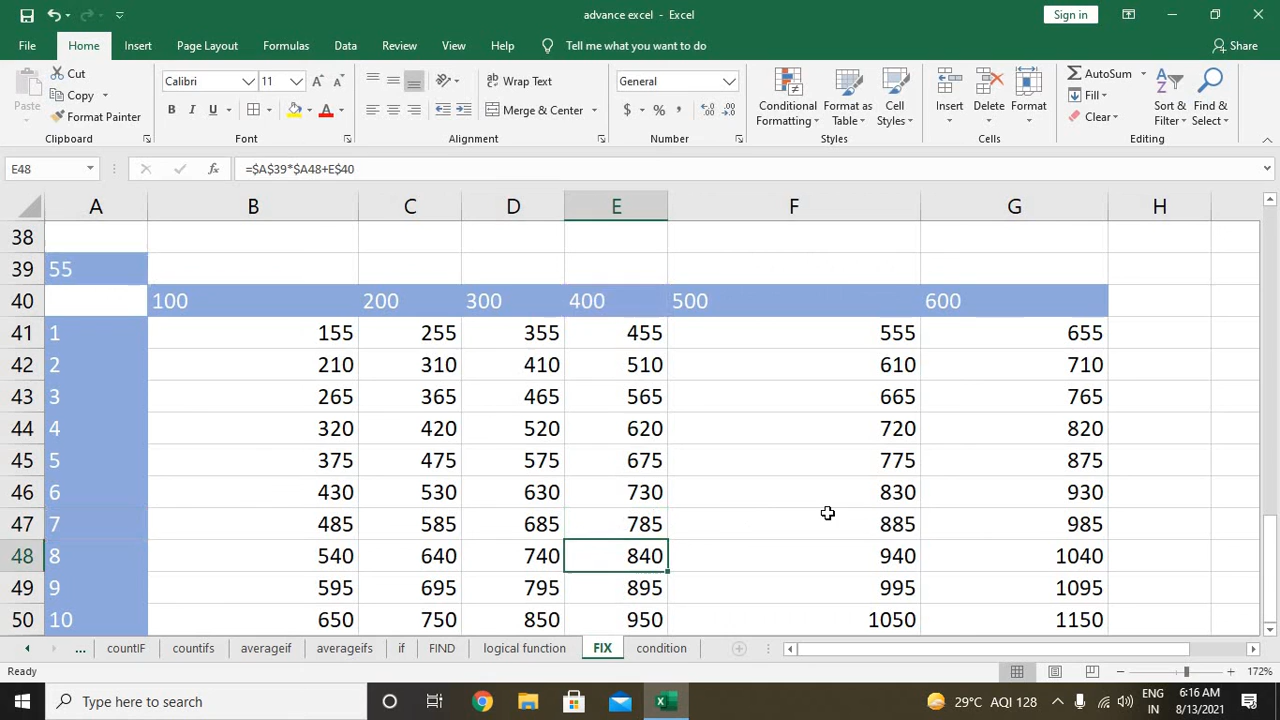 advance excel - Excel
Sign in
File Home Insert Page Layout Formulas Data Review View Help Tell me what you want to do Share
Paste
Cut
Copy
Format Painter
Clipboard
Calibri 11 A A
B I U A
Font
ab Wrap Text
Merge & Center
Alignment
General
$ % ,
Number
Conditional Formatting
Format as Table
Cell Styles
Styles
Insert Delete Format
Cells
AutoSum
Fill
Clear
Sort & Filter
Find & Select
Editing
E48 fx =$A$39*$A48+E$40
A B C D E F G H
38
39 55
40 100 200 300 400 500 600
41 1 155 255 355 455 555 655
42 2 210 310 410 510 610 710
43 3 265 365 465 565 665 765
44 4 320 420 520 620 720 820
45 5 375 475 575 675 775 875
46 6 430 530 630 730 830 930
47 7 485 585 685 785 885 985
48 8 540 640 740 840 940 1040
49 9 595 695 795 895 995 1095
50 10 650 750 850 950 1050 1150
... countIF countifs averageif averageifs if FIND logical function FIX condition
Ready 172%
Type here to search 29°C AQI 128 ENG IN 6:16 AM 8/13/2021